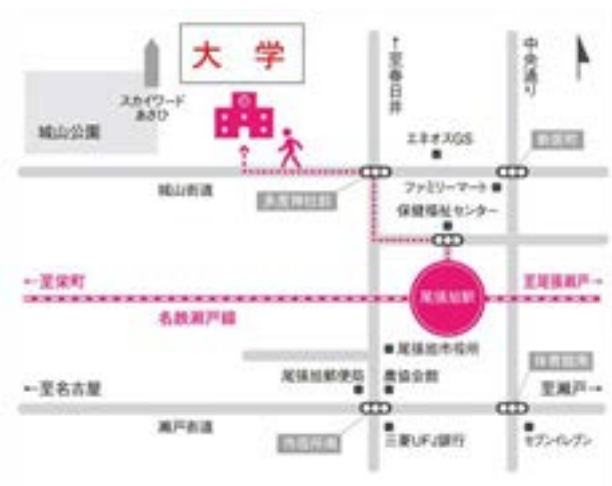 大学
↑至春日井
中央通り
スカイワード
あさひ
城山公園
エネオスGS
城山街道
ファミリーマート
保健福祉センター
←至栄町
尾張旭駅
至尾張瀬戸→
名鉄瀬戸線
尾張旭市役所
尾張旭郵便局
農協会館
←至名古屋
至瀬戸→
瀬戸街道
市役所南
三菱UFJ銀行
セブンイレブン